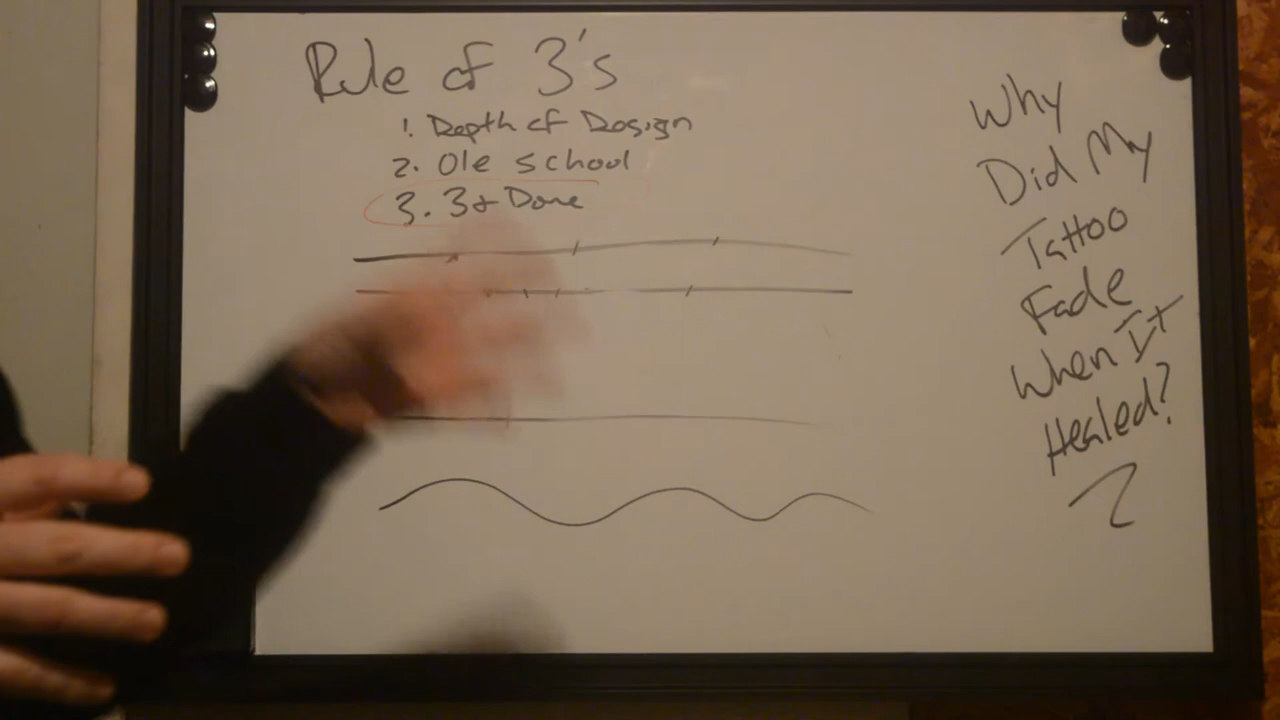 Rule of 3's
1. Depth of Design
2. Ole school
3. 3 & Done
Why
Did My
Tattoo
Fade
When It
Healed?